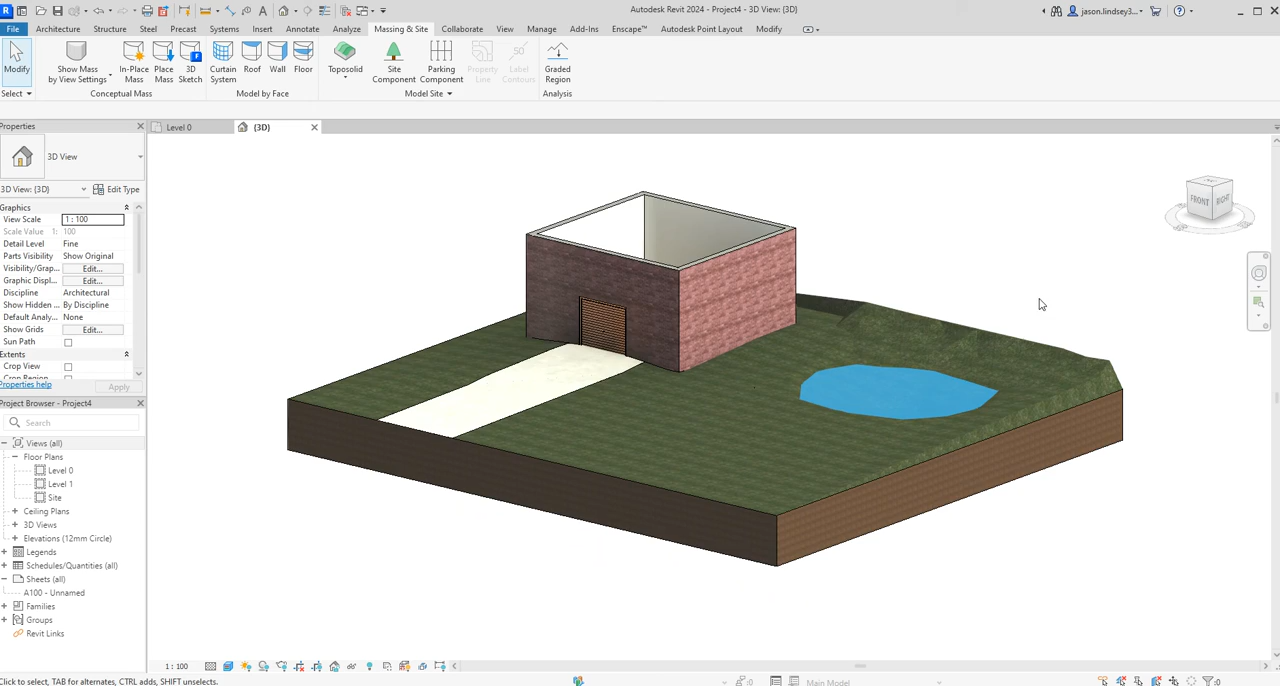 Autodesk Revit 2024 - Project4 - 3D View: {3D}
jason.lindsey3...
File Architecture Structure Steel Precast Systems Insert Annotate Analyze Massing & Site Collaborate View Manage Add-Ins Enscape™ Autodesk Point Layout Modify
Modify
Show Mass
by View Settings
In-Place
Mass
Place
Mass
3D
Sketch
Curtain
System
Roof
Wall
Floor
Toposolid
Site
Component
Parking
Component
Property
Line
Label
Contours
Graded
Region
Select
Conceptual Mass
Model by Face
Model Site
Analysis
Properties
Level 0
{3D}
3D View
3D View: {3D}
Edit Type
Graphics
View Scale 1 : 100
Scale Value 1: 100
Detail Level Fine
Parts Visibility Show Original
Visibility/Grap... Edit...
Graphic Displ... Edit...
Discipline Architectural
Show Hidden ... By Discipline
Default Analy... None
Show Grids Edit...
Sun Path
Extents
Crop View
Crop Region
Properties help
Apply
FRONT
RIGHT
Project Browser - Project4
Search
Views (all)
Floor Plans
Level 0
Level 1
Site
Ceiling Plans
3D Views
Elevations (12mm Circle)
Legends
Schedules/Quantities (all)
Sheets (all)
A100 - Unnamed
Families
Groups
Revit Links
1 : 100
Click to select, TAB for alternates, CTRL adds, SHIFT unselects.
:0
Main Model
:0